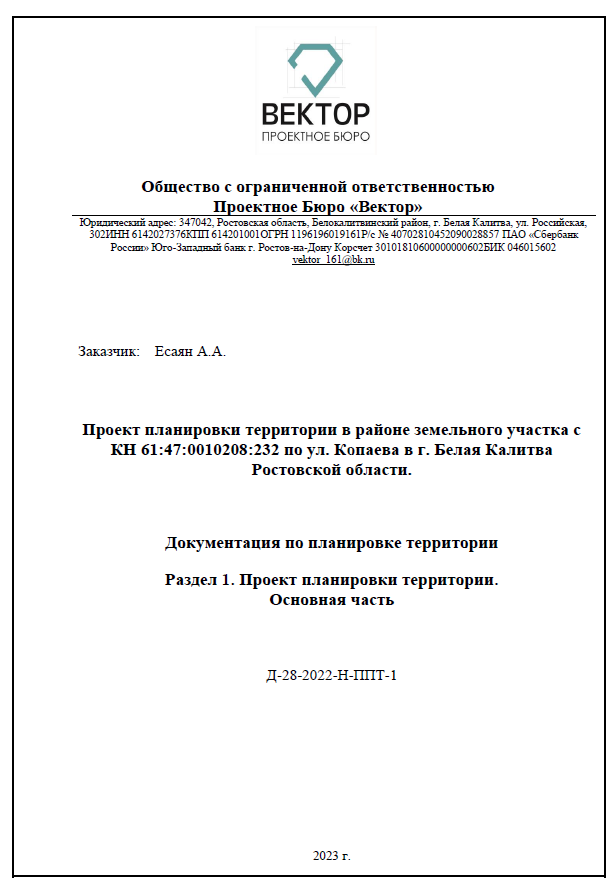 ВЕКТОР
ПРОЕКТНОЕ БЮРО
Общество с ограниченной ответственностью
Проектное Бюро «Вектор»
Юридический адрес: 347042, Ростовская область, Белокалитвинский район, г. Белая Калитва, ул. Российская,
302ИНН 6142027376КПП 614201001ОГРН 1196196019161Р/с № 40702810452090028857 ПАО «Сбербанк
России» Юго-Западный банк г. Ростов-на-Дону Корсчет 30101810600000000602БИК 046015602
vektor_161@bk.ru
Заказчик: Есаян А.А.
Проект планировки территории в районе земельного участка с
КН 61:47:0010208:232 по ул. Копаева в г. Белая Калитва
Ростовской области.
Документация по планировке территории
Раздел 1. Проект планировки территории.
Основная часть
Д-28-2022-Н-ППТ-1
2023 г.